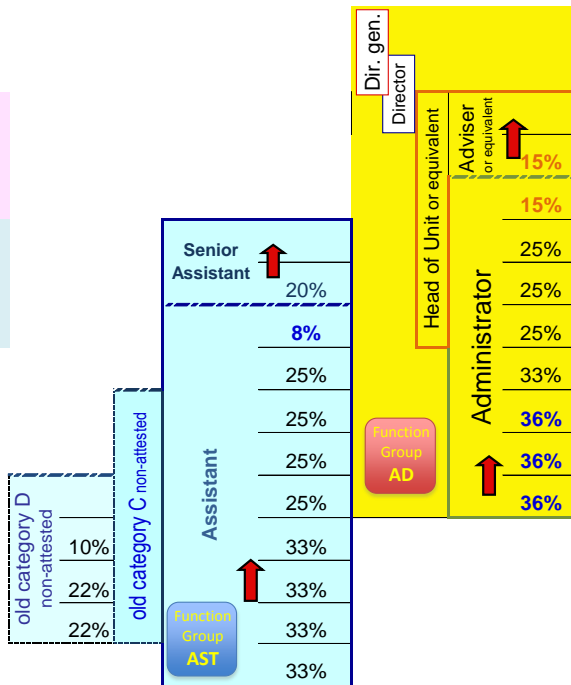 Dir. gen.
Director
Head of Unit or equivalent
Adviser
or equivalent
15%
15%
25%
25%
25%
33%
36%
36%
36%
Administrator
Function
Group
AD
Senior
Assistant
20%
8%
25%
25%
25%
25%
33%
33%
33%
33%
Assistant
Function
Group
AST
old category C non-attested
old category D
non-attested
10%
22%
22%